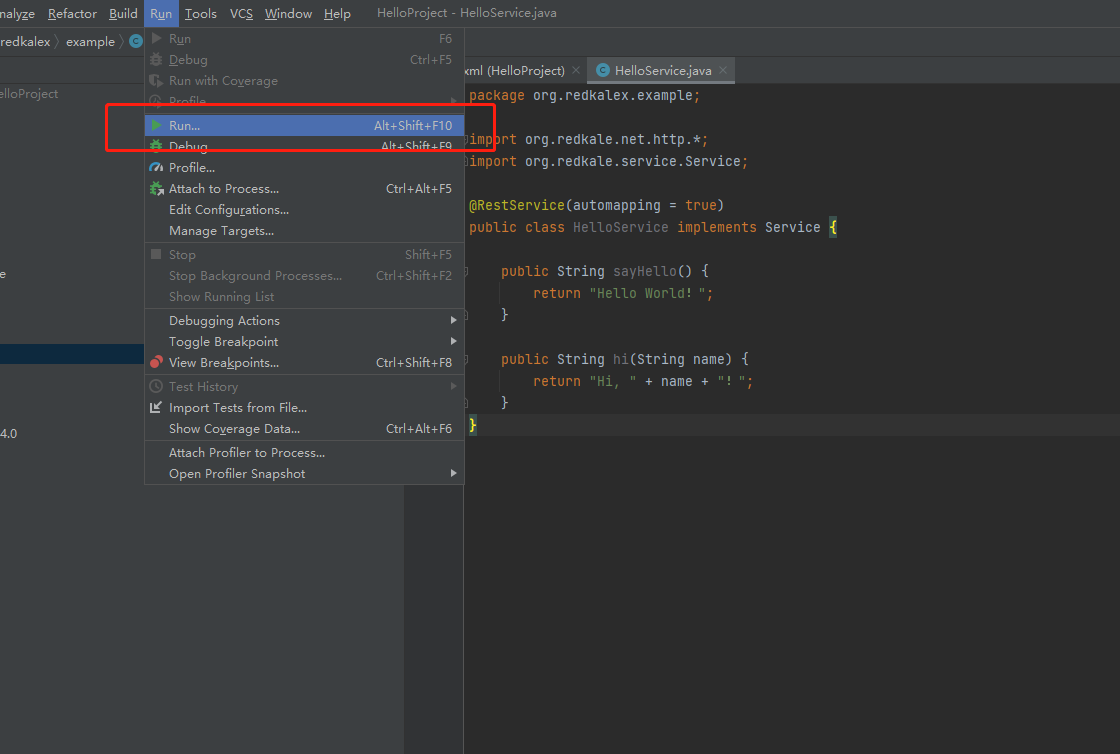 nalyze Refactor Build Run Tools VCS Window Help HelloProject - HelloService.java
redkalex example
xml (HelloProject) HelloService.java
elloProject
Run F6
Debug Ctrl+F5
Run with Coverage
Profile
Run... Alt+Shift+F10
Debug Alt+Shift+F9
Profile...
Attach to Process... Ctrl+Alt+F5
Edit Configurations...
Manage Targets...
Stop Shift+F5
Stop Background Processes... Ctrl+Shift+F2
Show Running List
Debugging Actions
Toggle Breakpoint
View Breakpoints... Ctrl+Shift+F8
Test History
Import Tests from File...
Show Coverage Data... Ctrl+Alt+F6
Attach Profiler to Process...
Open Profiler Snapshot
e
4.0
package org.redkalex.example;
import org.redkale.net.http.*;
import org.redkale.service.Service;
@RestService(automapping = true)
public class HelloService implements Service {
public String sayHello() {
return "Hello World! ";
}
public String hi(String name) {
return "Hi, " + name + "! ";
}
}